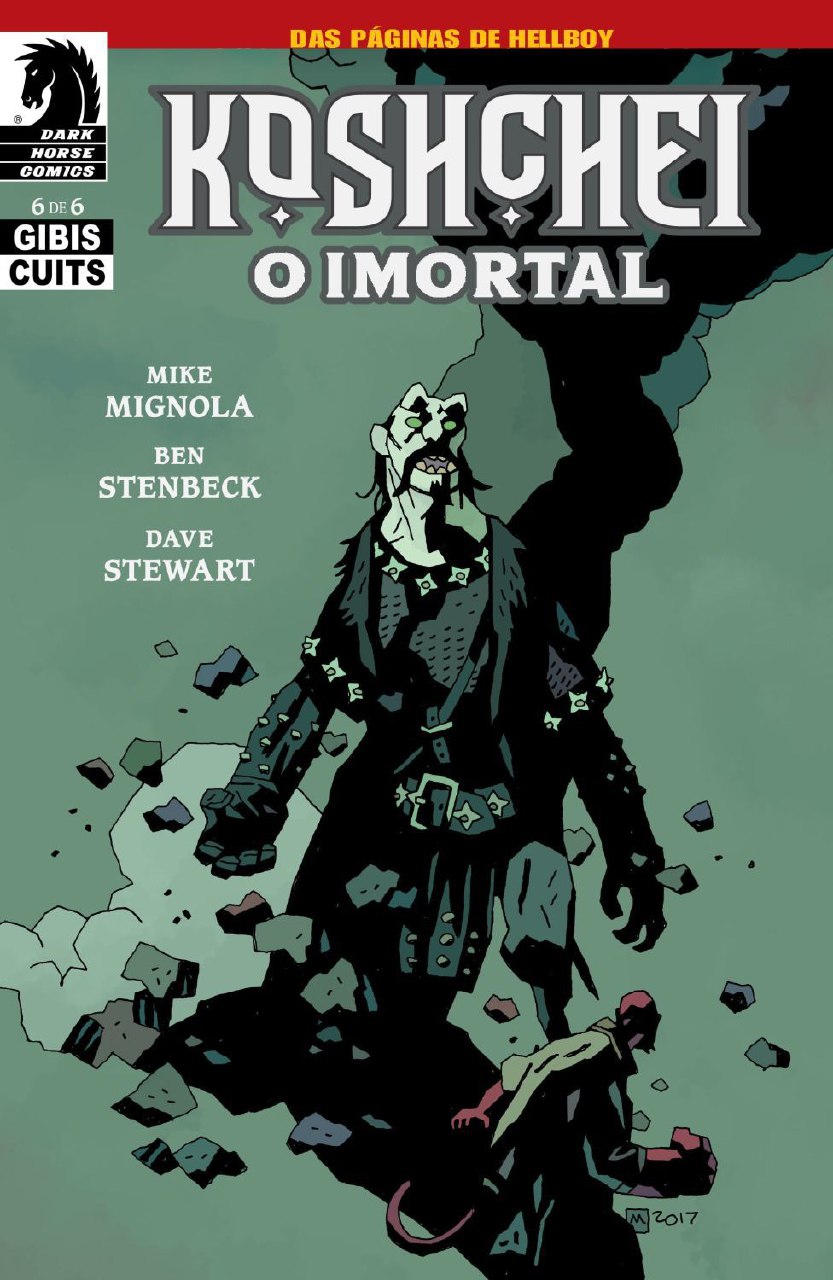 DAS PÁGINAS DE HELLBOY
®
DARK
HORSE
COMICS
6 DE 6
GIBIS
CUITS
KOSHCHEI
O IMORTAL
MIKE
MIGNOLA
BEN
STENBECK
DAVE
STEWART
M 2017